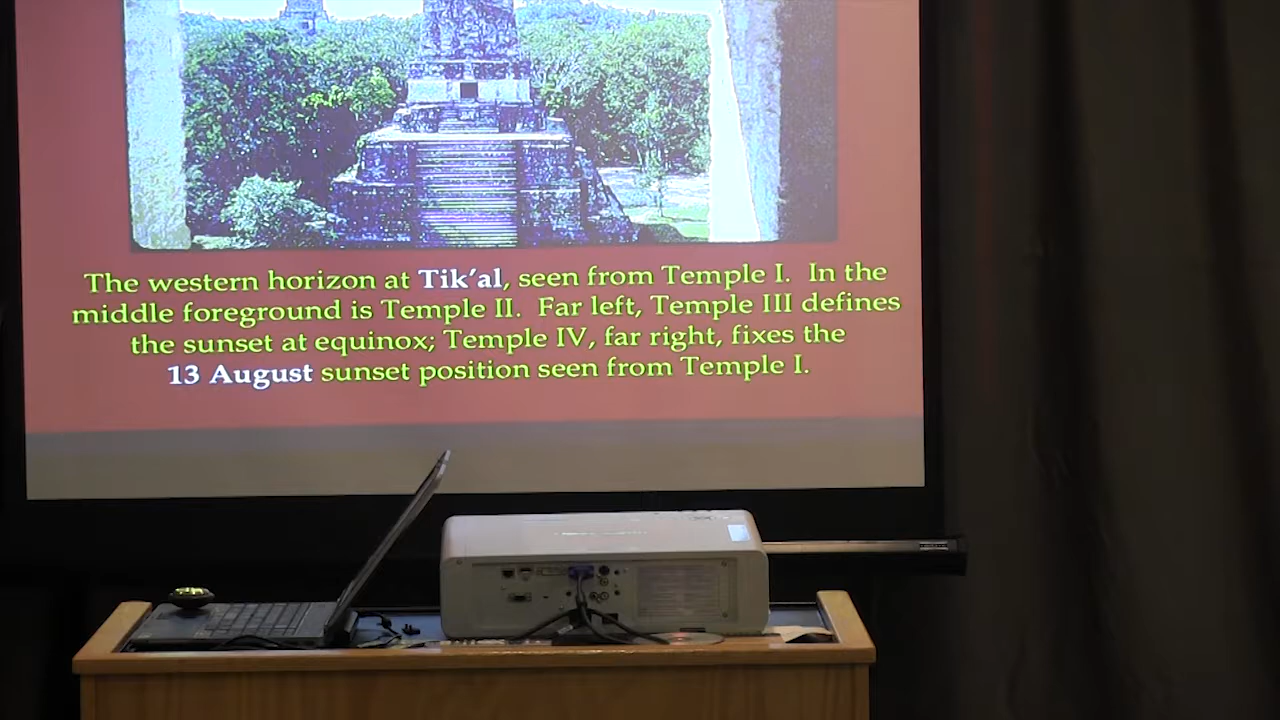 The western horizon at Tik′al, seen from Temple I. In the
middle foreground is Temple II. Far left, Temple III defines
the sunset at equinox; Temple IV, far right, fixes the
13 August sunset position seen from Temple I.